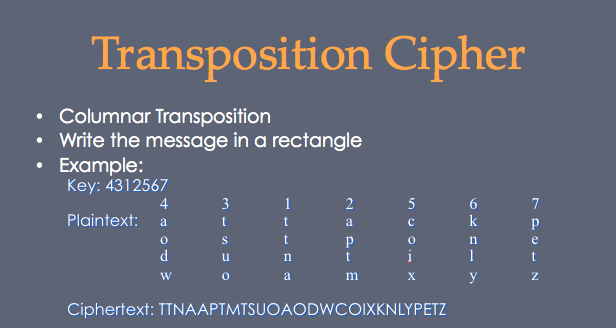 Transposition Cipher
• Columnar Transposition
• Write the message in a rectangle
• Example:
Key: 4312567
4 3 1 2 5 6 7
Plaintext: a t t a c k p
o s t p o n e
d u n t i l t
w o a m x y z
Ciphertext: TTNAAPTMTSUOAODWCOIXKNLYPETZ